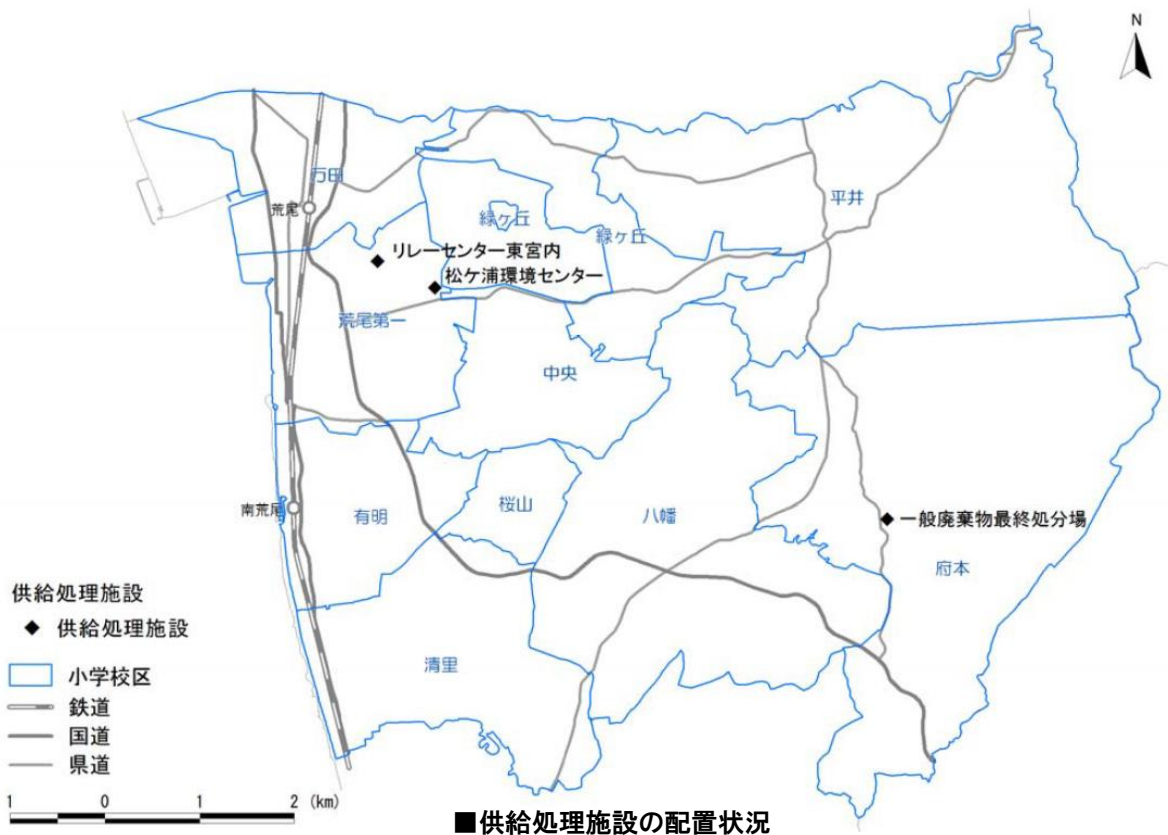 N
万田
荒尾
緑ヶ丘
緑ヶ丘
平井
リレーセンター東宮内
松ケ浦環境センター
荒尾第一
中央
南荒尾
有明
桜山
八幡
一般廃棄物最終処分場
府本
清里
供給処理施設
供給処理施設
小学校区
鉄道
国道
県道
1 0 1 2 (km)
■供給処理施設の配置状況